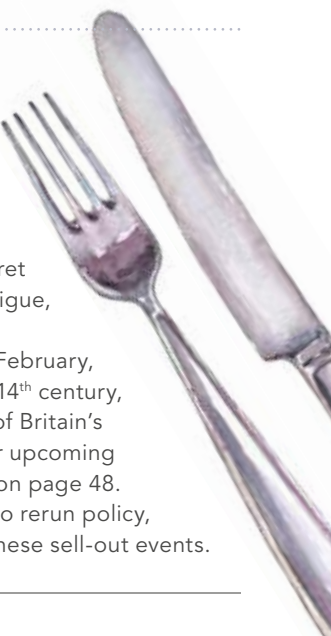 ret
igue,
February,
14th century,
of Britain's
r upcoming
on page 48.
o rerun policy,
hese sell-out events.